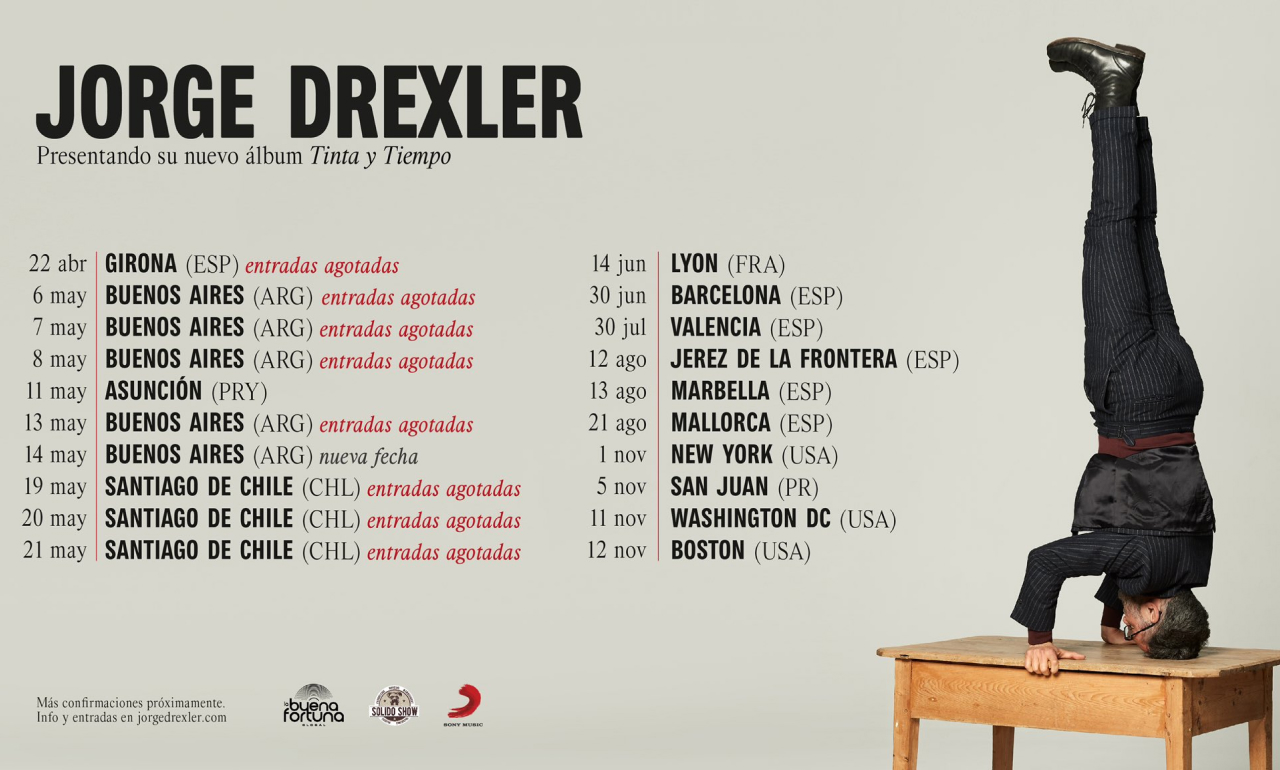 JORGE DREXLER
Presentando su nuevo álbum Tinta y Tiempo
22 abr GIRONA (ESP) entradas agotadas
6 may BUENOS AIRES (ARG) entradas agotadas
7 may BUENOS AIRES (ARG) entradas agotadas
8 may BUENOS AIRES (ARG) entradas agotadas
11 may ASUNCIÓN (PRY)
13 may BUENOS AIRES (ARG) entradas agotadas
14 may BUENOS AIRES (ARG) nueva fecha
19 may SANTIAGO DE CHILE (CHL) entradas agotadas
20 may SANTIAGO DE CHILE (CHL) entradas agotadas
21 may SANTIAGO DE CHILE (CHL) entradas agotadas
14 jun LYON (FRA)
30 jun BARCELONA (ESP)
30 jul VALENCIA (ESP)
12 ago JEREZ DE LA FRONTERA (ESP)
13 ago MARBELLA (ESP)
21 ago MALLORCA (ESP)
1 nov NEW YORK (USA)
5 nov SAN JUAN (PR)
11 nov WASHINGTON DC (USA)
12 nov BOSTON (USA)
Más confirmaciones próximamente.
Info y entradas en jorgedrexler.com
la buena
fortuna
GLOBAL
SOLIDO SHOW
SONY MUSIC